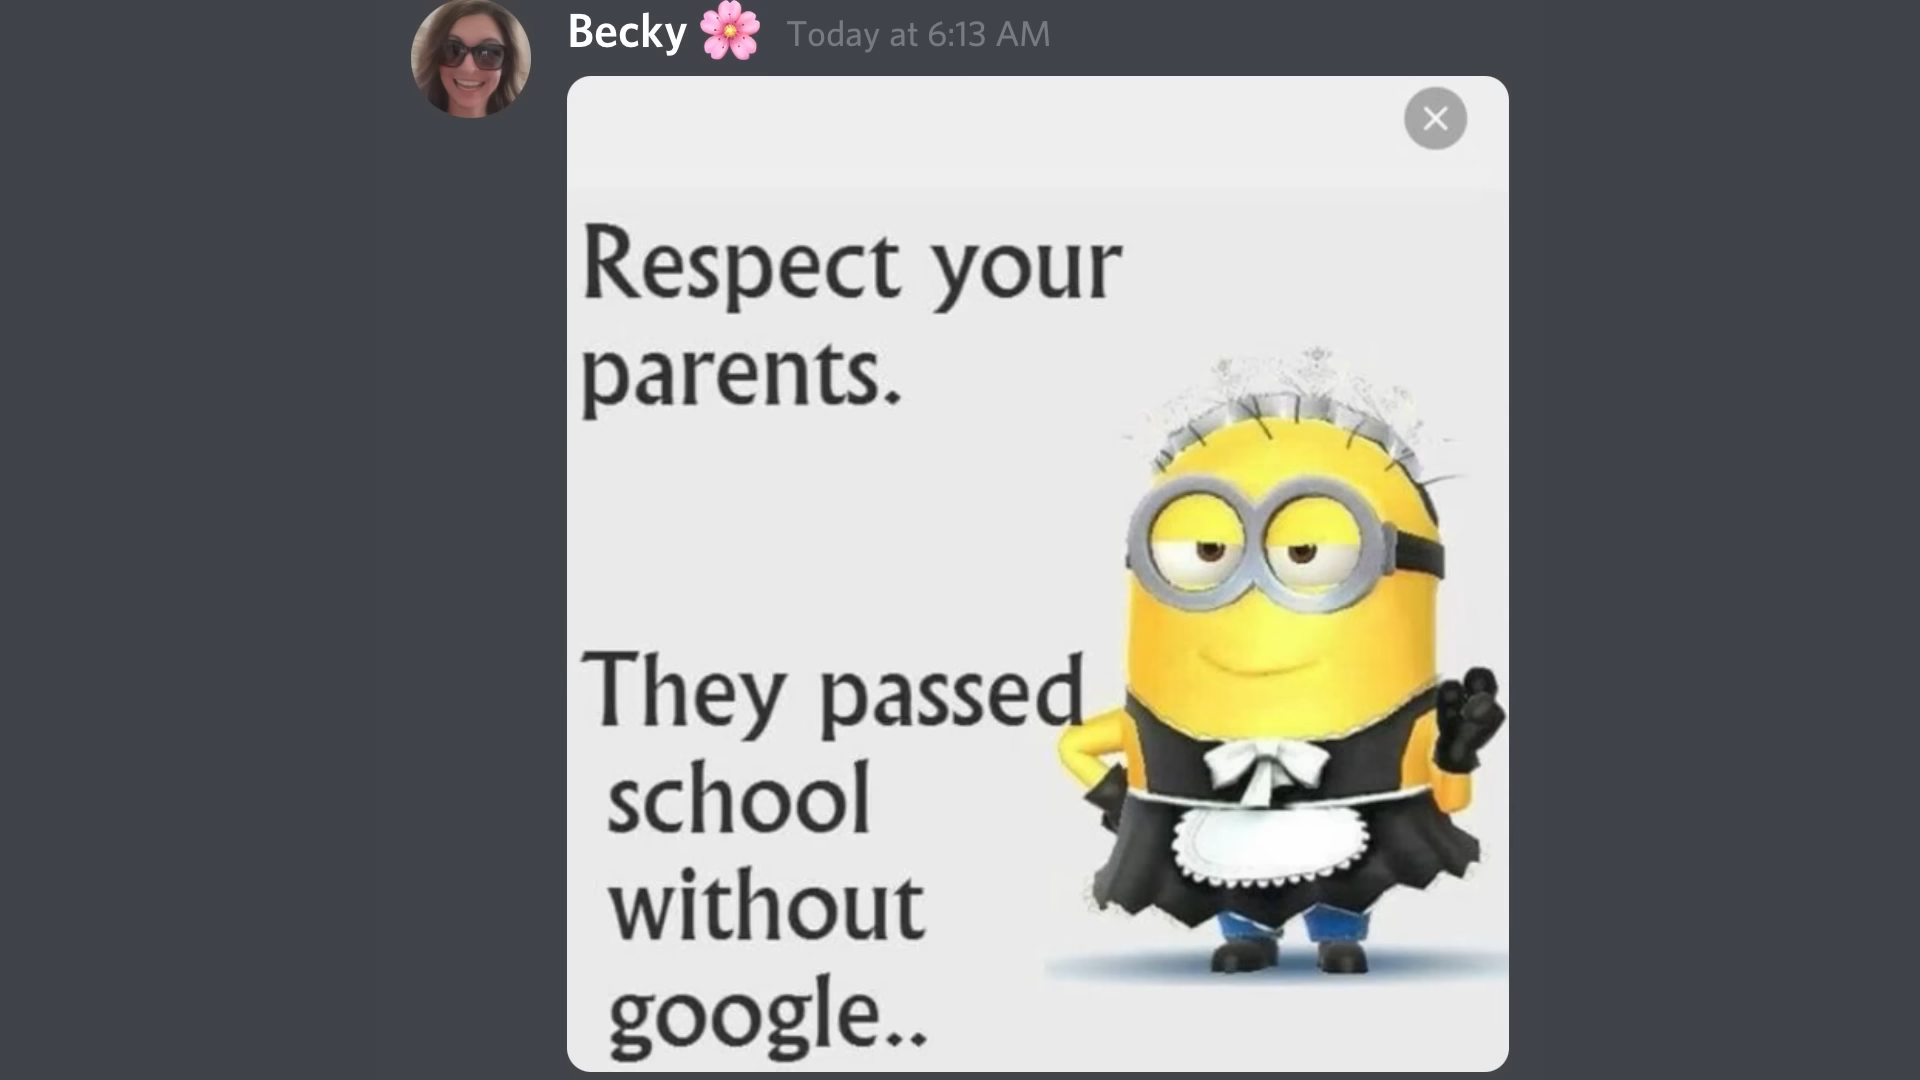 Becky 🌸 Today at 6:13 AM
Respect your
parents.
They passed
school
without
google..